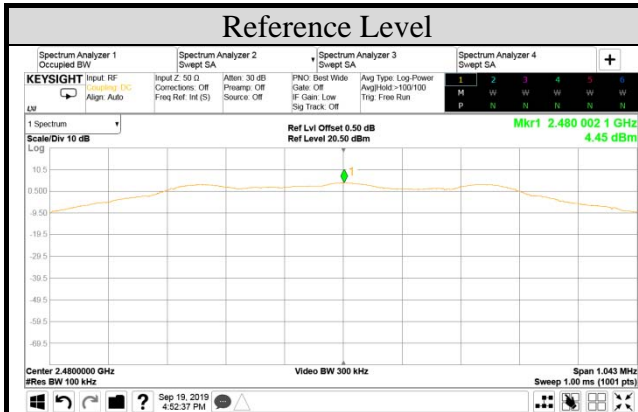 Reference Level
Spectrum Analyzer 1
Occupied BW
Spectrum Analyzer 2
Swept SA
Spectrum Analyzer 3
Swept SA
Spectrum Analyzer 4
Swept SA
+
KEYSIGHT
Input: RF
Coupling: DC
Align: Auto
Input Z: 50 Ω
Corrections: Off
Freq Ref: Int (S)
Atten: 30 dB
Preamp: Off
Source: Off
PNO: Best Wide
Gate: Off
IF Gain: Low
Sig Track: Off
Avg Type: Log-Power
Avg|Hold:>100/100
Trig: Free Run
1 2 3 4 5 6
M W W W W W
P N N N N N
LXI
1 Spectrum
Scale/Div 10 dB
Log
Ref Lvl Offset 0.50 dB
Ref Level 20.50 dBm
Mkr1 2.480 002 1 GHz
4.45 dBm
1
10.5
0.500
-9.50
-19.5
-29.5
-39.5
-49.5
-59.5
-69.5
Center 2.4800000 GHz
#Res BW 100 kHz
Video BW 300 kHz
Span 1.043 MHz
Sweep 1.00 ms (1001 pts)
?
Sep 19, 2019
4:52:37 PM